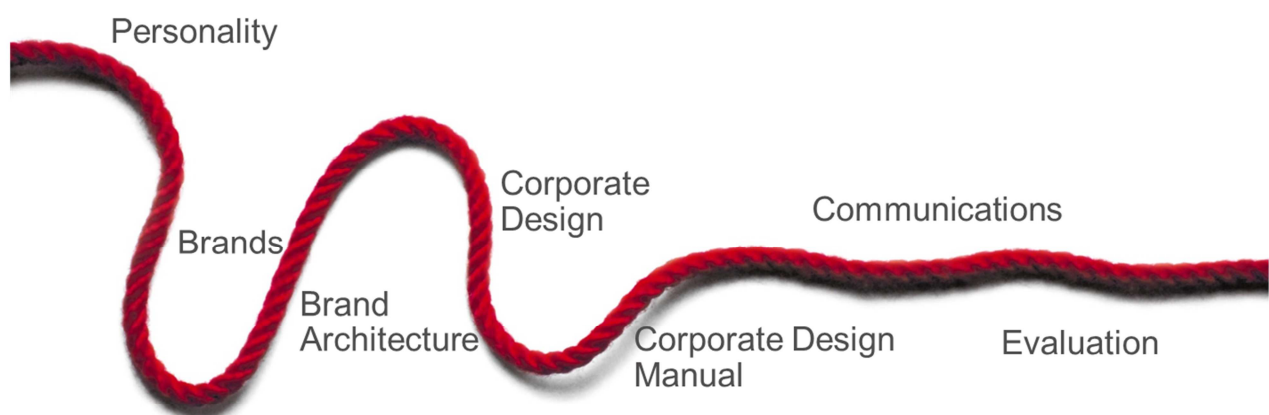 Personality
Brands
Brand
Architecture
Corporate
Design
Corporate Design
Manual
Communications
Evaluation